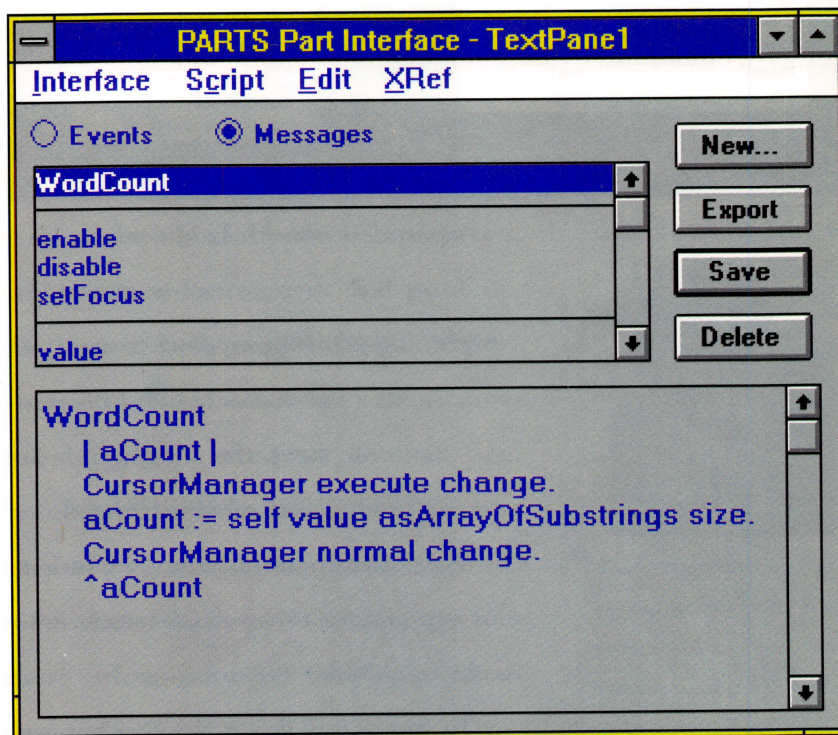 PARTS Part Interface - TextPane1
Interface Script Edit XRef
Events Messages
New...
WordCount
Export
enable
disable
setFocus
Save
value
Delete
WordCount
| aCount |
CursorManager execute change.
aCount := self value asArrayOfSubstrings size.
CursorManager normal change.
^aCount